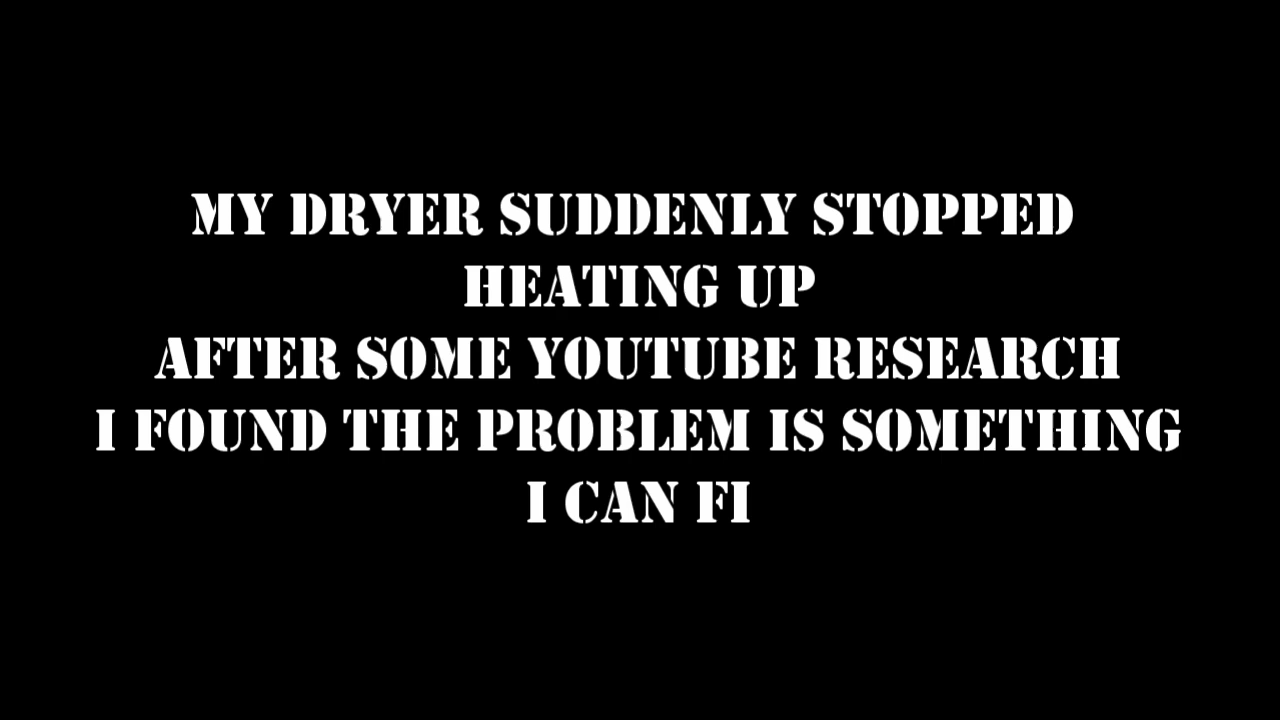 MY DRYER SUDDENLY STOPPED
HEATING UP
AFTER SOME YOUTUBE RESEARCH
I FOUND THE PROBLEM IS SOMETHING
I CAN FI